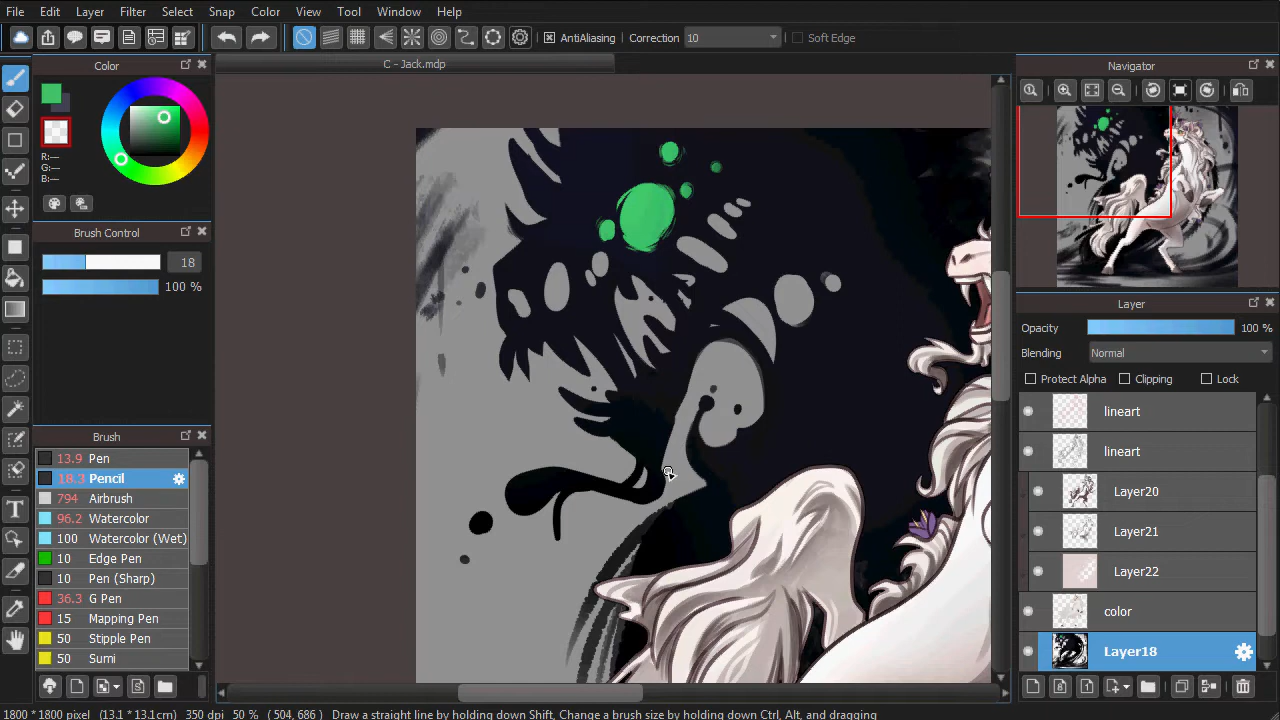 File Edit Layer Filter Select Snap Color View Tool Window Help
AntiAliasing Correction 10 Soft Edge
C - Jack.mdp
Color
R:---
G:---
B:---
Brush Control
18
100 %
Brush
13.9 Pen
18.3 Pencil
794 Airbrush
96.2 Watercolor
100 Watercolor (Wet)
10 Edge Pen
10 Pen (Sharp)
36.3 G Pen
15 Mapping Pen
50 Stipple Pen
50 Sumi
Navigator
Layer
Opacity 100 %
Blending Normal
Protect Alpha Clipping Lock
lineart
lineart
Layer20
Layer21
Layer22
color
Layer18
1800 * 1800 pixel (13.1 * 13.1cm) 350 dpi 50 % ( 504, 686 ) Draw a straight line by holding down Shift, Change a brush size by holding down Ctrl, Alt, and dragging